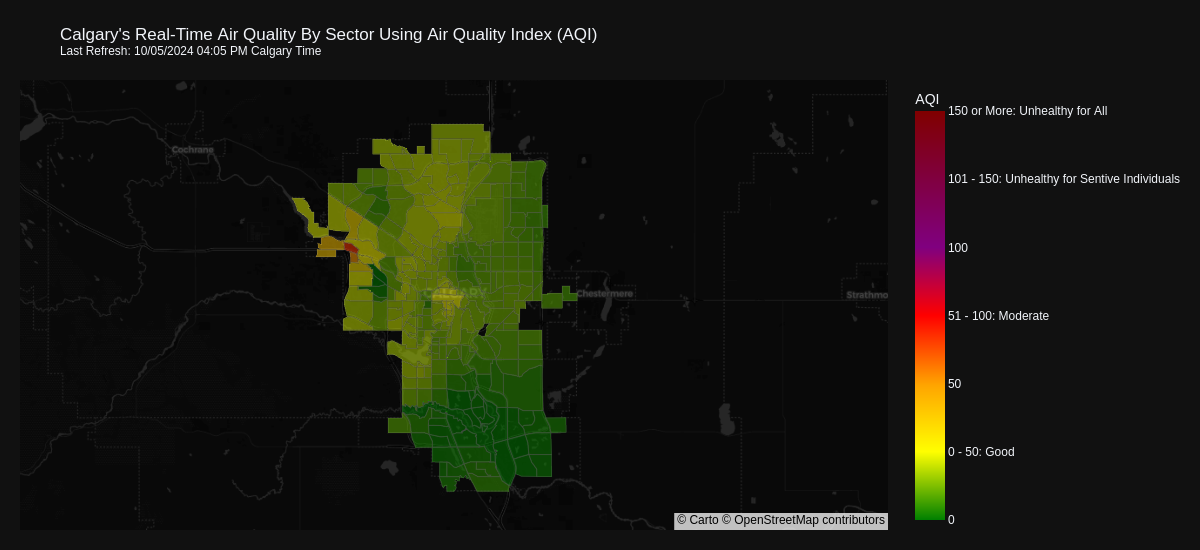 Calgary's Real-Time Air Quality By Sector Using Air Quality Index (AQI)
Last Refresh: 10/05/2024 04:05 PM Calgary Time
AQI
150 or More: Unhealthy for All
101 - 150: Unhealthy for Sentive Individuals
100
51 - 100: Moderate
50
0 - 50: Good
0
Cochrane
CALGARY
Chestermere
Strathmo
© Carto © OpenStreetMap contributors